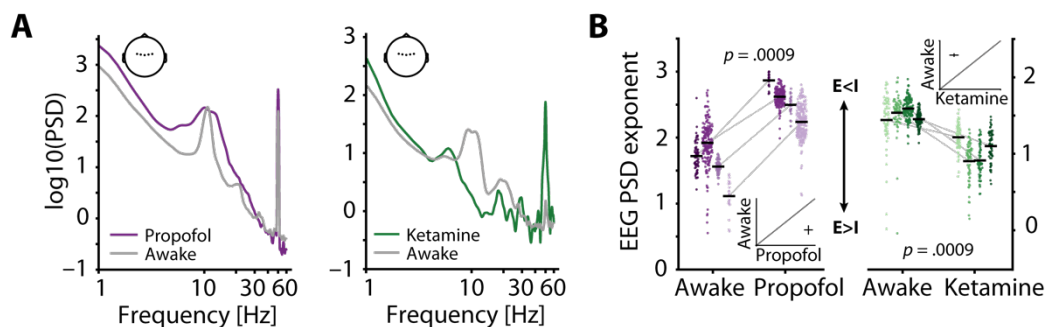 A
log10(PSD)
3
2
1
0
−1
Propofol
Awake
1
10
30 60
Frequency [Hz]
3
2
1
0
−1
Ketamine
Awake
1
10
30 60
Frequency [Hz]
B
EEG PSD exponent
3
2
1
0
p = .0009
Awake
Propofol
Awake Propofol
E<I
E>I
Awake
Ketamine
p = .0009
2
1
0
Awake Ketamine